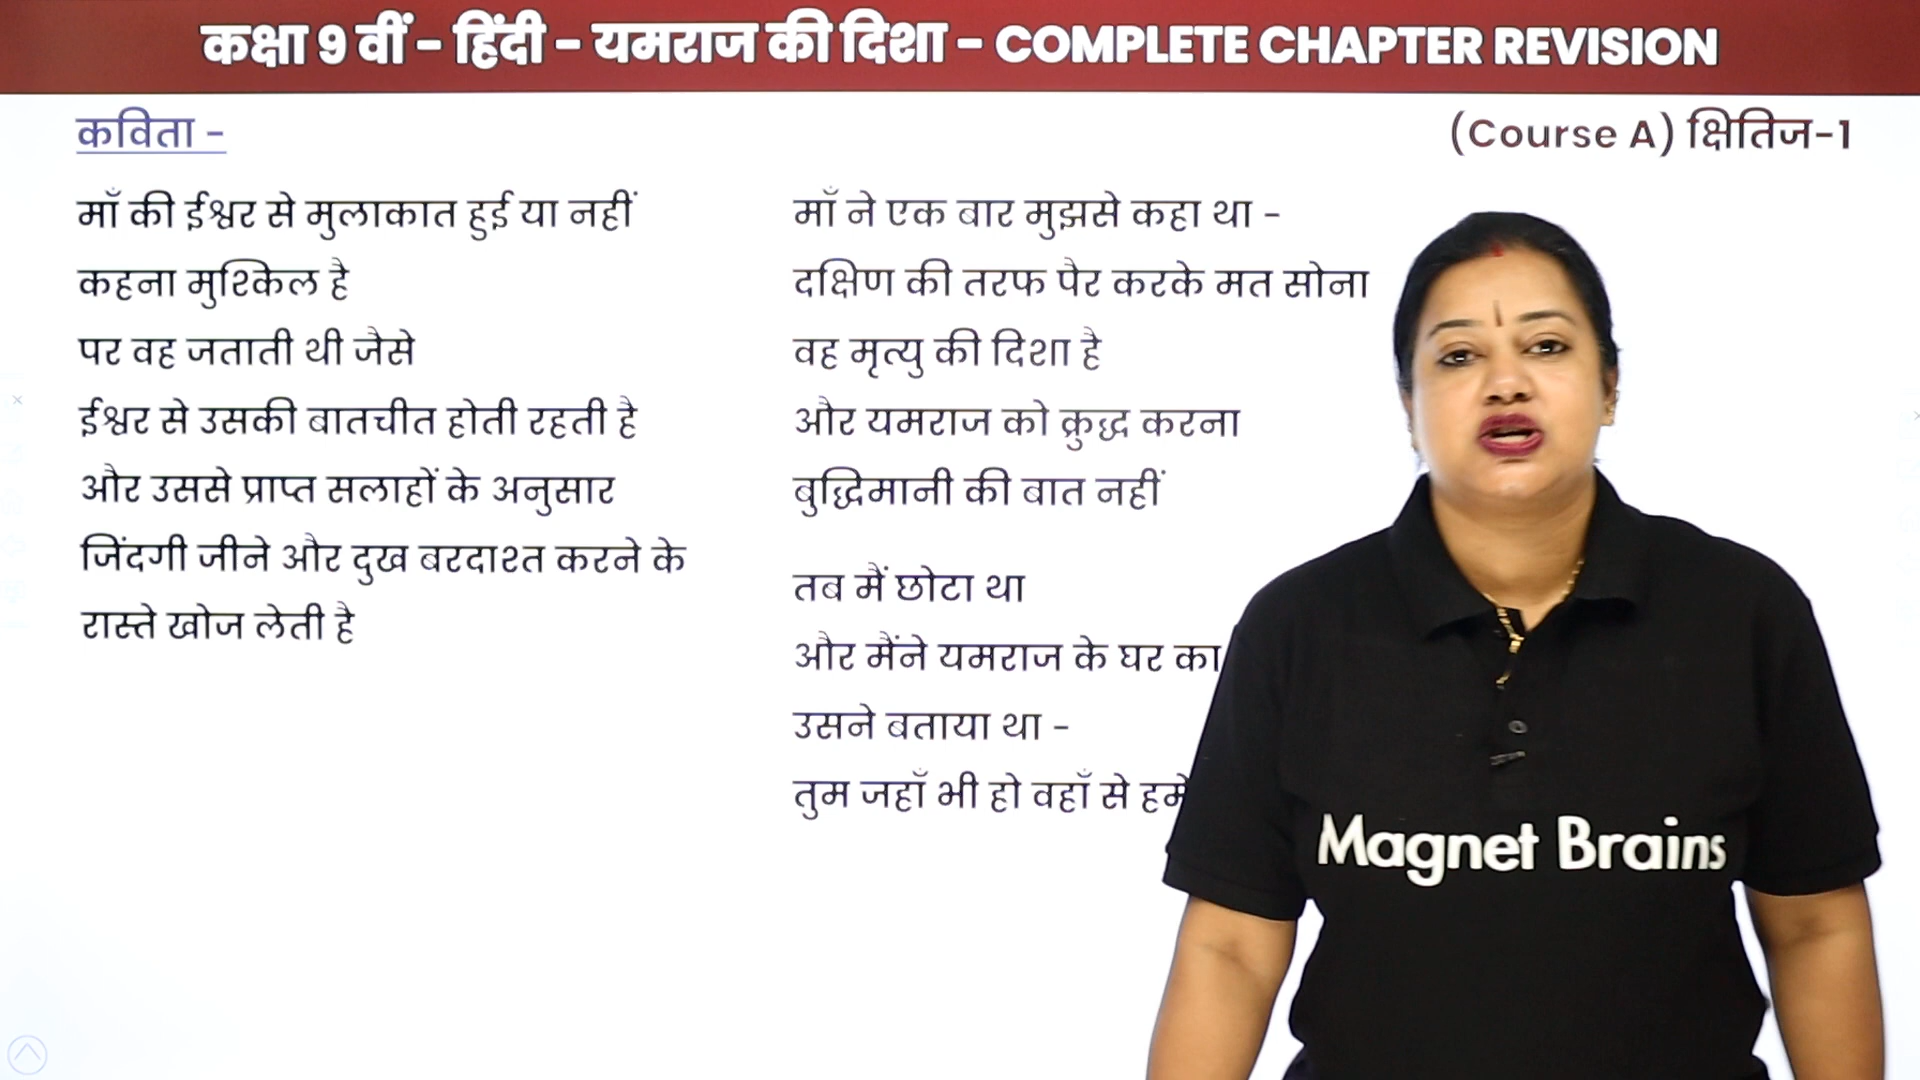 कक्षा 9 वीं - हिंदी - यमराज की दिशा - COMPLETE CHAPTER REVISION
कविता -
(Course A) क्षितिज-1
माँ की ईश्वर से मुलाकात हुई या नहीं
कहना मुश्किल है
पर वह जताती थी जैसे
ईश्वर से उसकी बातचीत होती रहती है
और उससे प्राप्त सलाहों के अनुसार
जिंदगी जीने और दुख बरदाश्त करने के
रास्ते खोज लेती है
माँ ने एक बार मुझसे कहा था -
दक्षिण की तरफ पैर करके मत सोना
वह मृत्यु की दिशा है
और यमराज को क्रुद्ध करना
बुद्धिमानी की बात नहीं
तब मैं छोटा था
और मैंने यमराज के घर का
उसने बताया था -
तुम जहाँ भी हो वहाँ से
Magnet Brains